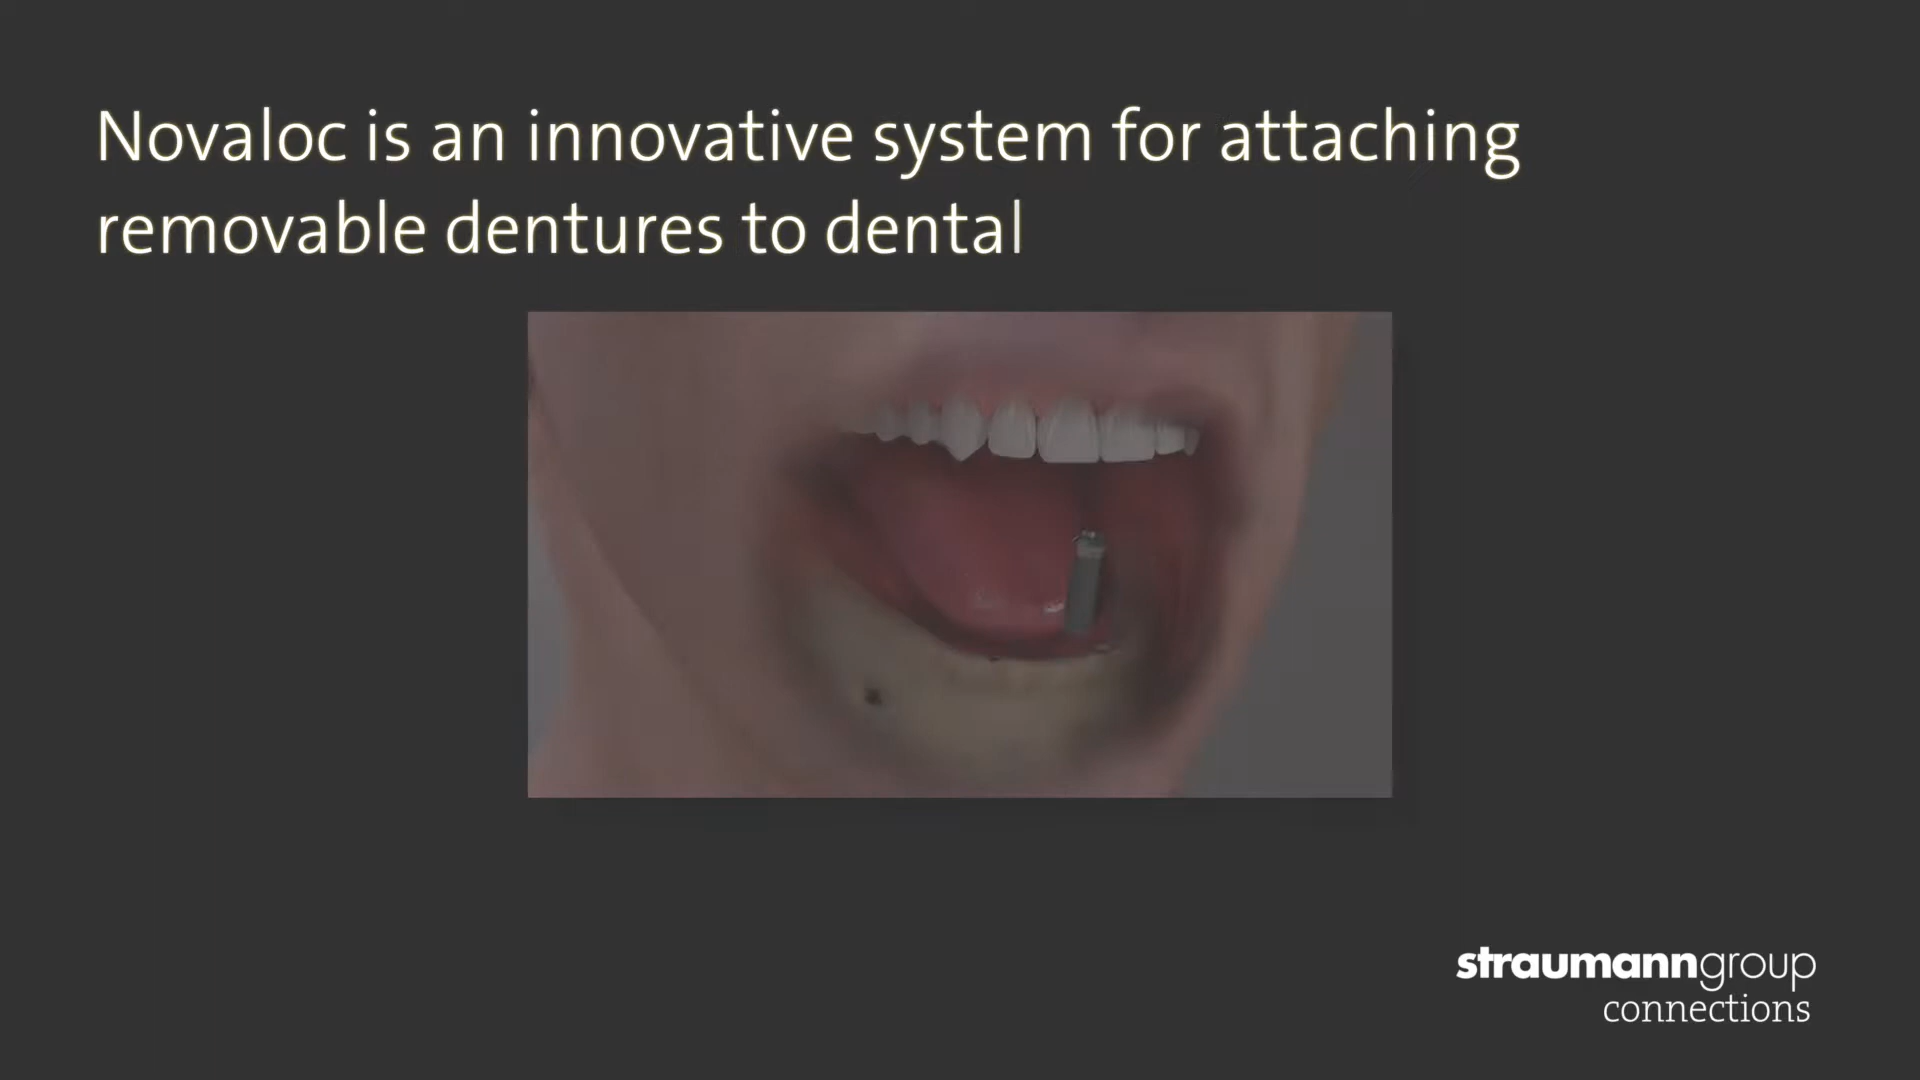 Novaloc is an innovative system for attaching
removable dentures to dental
straumanngroup
connections